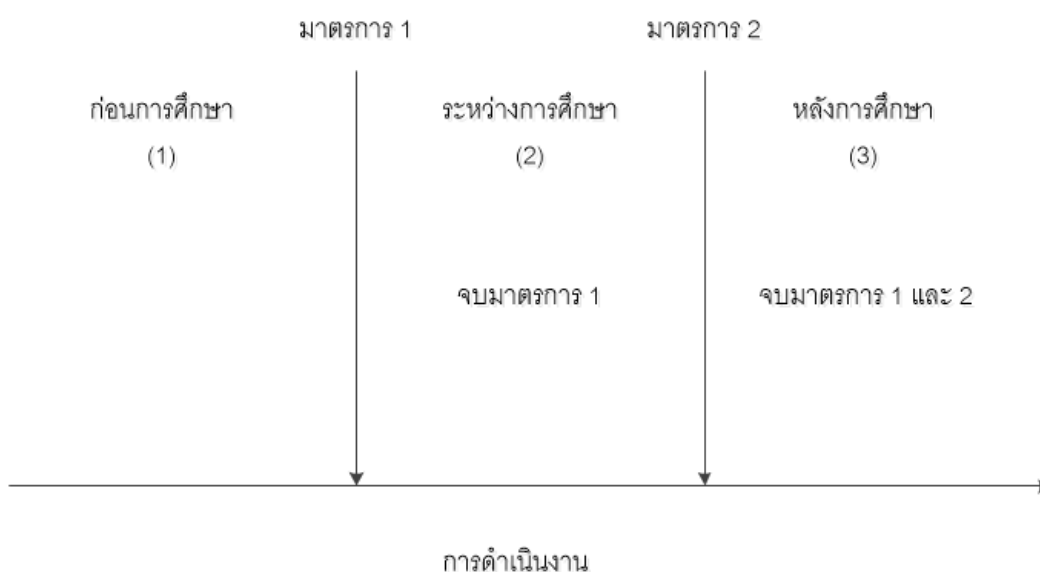 มาตรการ 1
มาตรการ 2
ก่อนการศึกษา
(1)
ระหว่างการศึกษา
(2)
หลังการศึกษา
(3)
จบมาตรการ 1
จบมาตรการ 1 และ 2
การดำเนินงาน